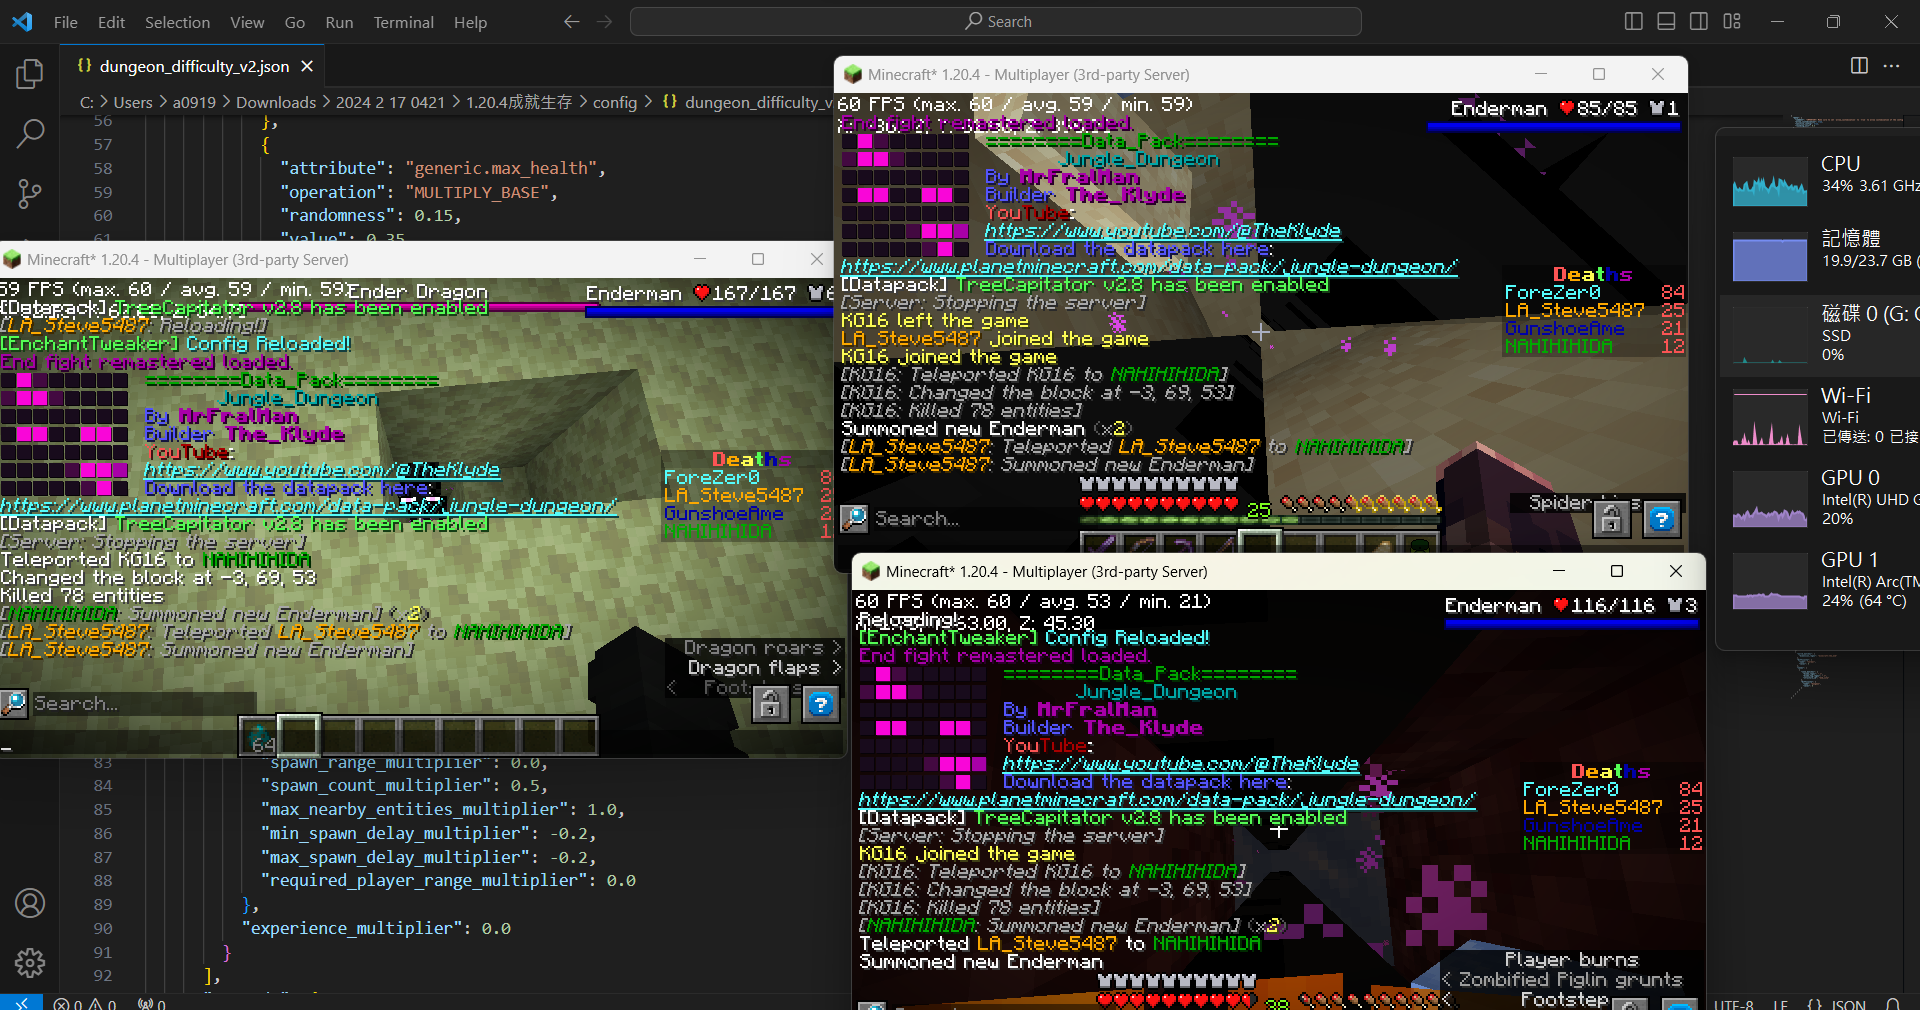 File Edit Selection View Go Run Terminal Help
Search
dungeon_difficulty_v2.json
C: > Users > a0919 > Downloads > 2024 2 17 0421 > 1.20.4成就生存 > config > {} dungeon_difficulty_v
56 },
57 {
58 "attribute": "generic.max_health",
59 "operation": "MULTIPLY_BASE",
60 "randomness": 0.15,
61 "value": 0.35
Minecraft* 1.20.4 - Multiplayer (3rd-party Server)
59 FPS (max. 60 / avg. 59 / min. 59)
Ender Dragon
Enderman 167/167 6
[Datapack] TreeCapitator v2.8 has been enabled
[LA_Steve5487: Reloading!]
[EnchantTweaker] Config Reloaded!
End fight remastered loaded.
========Data_Pack========
Jungle_Dungeon
By MrFralMan
Builder The_Klyde
YouTube:
https://www.youtube.com/@TheKlyde
Download the datapack here:
https://www.planetminecraft.com/data-pack/jungle-dungeon/
[Datapack] TreeCapitator v2.8 has been enabled
[Server: Stopping the server]
Teleported KG16 to NAHIHIHIDA
Changed the block at -3, 69, 53
Killed 78 entities
[NAHIHIHIDA: Summoned new Enderman] (x2)
[LA_Steve5487: Teleported LA_Steve5487 to NAHIHIHIDA]
[LA_Steve5487: Summoned new Enderman]
Deaths
ForeZer0 8
LA_Steve5487 2
GunshoeAme 2
NAHIHIHIDA 1
Dragon roars >
Dragon flaps >
Search...
64
83 "spawn_range_multiplier": 0.0,
84 "spawn_count_multiplier": 0.5,
85 "max_nearby_entities_multiplier": 1.0,
86 "min_spawn_delay_multiplier": -0.2,
87 "max_spawn_delay_multiplier": -0.2,
88 "required_player_range_multiplier": 0.0
89 },
90 "experience_multiplier": 0.0
91 }
92 ],
0 0 0
Minecraft* 1.20.4 - Multiplayer (3rd-party Server)
60 FPS (max. 60 / avg. 59 / min. 59)
Enderman 85/85 1
End fight remastered loaded.
========Data_Pack========
Jungle_Dungeon
By MrFralMan
Builder The_Klyde
YouTube:
https://www.youtube.com/@TheKlyde
Download the datapack here:
https://www.planetminecraft.com/data-pack/jungle-dungeon/
[Datapack] TreeCapitator v2.8 has been enabled
[Server: Stopping the server]
KG16 left the game
LA_Steve5487 joined the game
KG16 joined the game
[KG16: Teleported KG16 to NAHIHIHIDA]
[KG16: Changed the block at -3, 69, 53]
[KG16: Killed 78 entities]
Summoned new Enderman (x2)
[LA_Steve5487: Teleported LA_Steve5487 to NAHIHIHIDA]
[LA_Steve5487: Summoned new Enderman]
Deaths
ForeZer0 84
LA_Steve5487 25
GunshoeAme 21
NAHIHIHIDA 12
Search...
25
Spider
Minecraft* 1.20.4 - Multiplayer (3rd-party Server)
60 FPS (max. 60 / avg. 53 / min. 21)
Enderman 116/116 3
Reloading!
Z: 45.30
[EnchantTweaker] Config Reloaded!
End fight remastered loaded.
========Data_Pack========
Jungle_Dungeon
By MrFralMan
Builder The_Klyde
YouTube:
https://www.youtube.com/@TheKlyde
Download the datapack here:
https://www.planetminecraft.com/data-pack/jungle-dungeon/
[Datapack] TreeCapitator v2.8 has been enabled
[Server: Stopping the server]
KG16 joined the game
[KG16: Teleported KG16 to NAHIHIHIDA]
[KG16: Changed the block at -3, 69, 53]
[KG16: Killed 78 entities]
[NAHIHIHIDA: Summoned new Enderman] (x2)
Teleported LA_Steve5487 to NAHIHIHIDA
Summoned new Enderman
Deaths
ForeZer0 84
LA_Steve5487 25
GunshoeAme 21
NAHIHIHIDA 12
Player burns
< Zombified Piglin grunts
Footstep
38
CPU
34% 3.61 GHz
記憶體
19.9/23.7 GB (
磁碟 0 (G: C
SSD
0%
Wi-Fi
Wi-Fi
已傳送: 0 已接
GPU 0
Intel(R) UHD G
20%
GPU 1
Intel(R) Arc(TM
24% (64 °C)
UTF-8 LF {} JSON